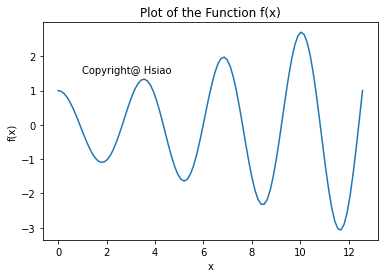 Plot of the Function f(x)
Copyright@ Hsiao
f(x)
2
1
0
−1
−2
−3
0 2 4 6 8 10 12
x